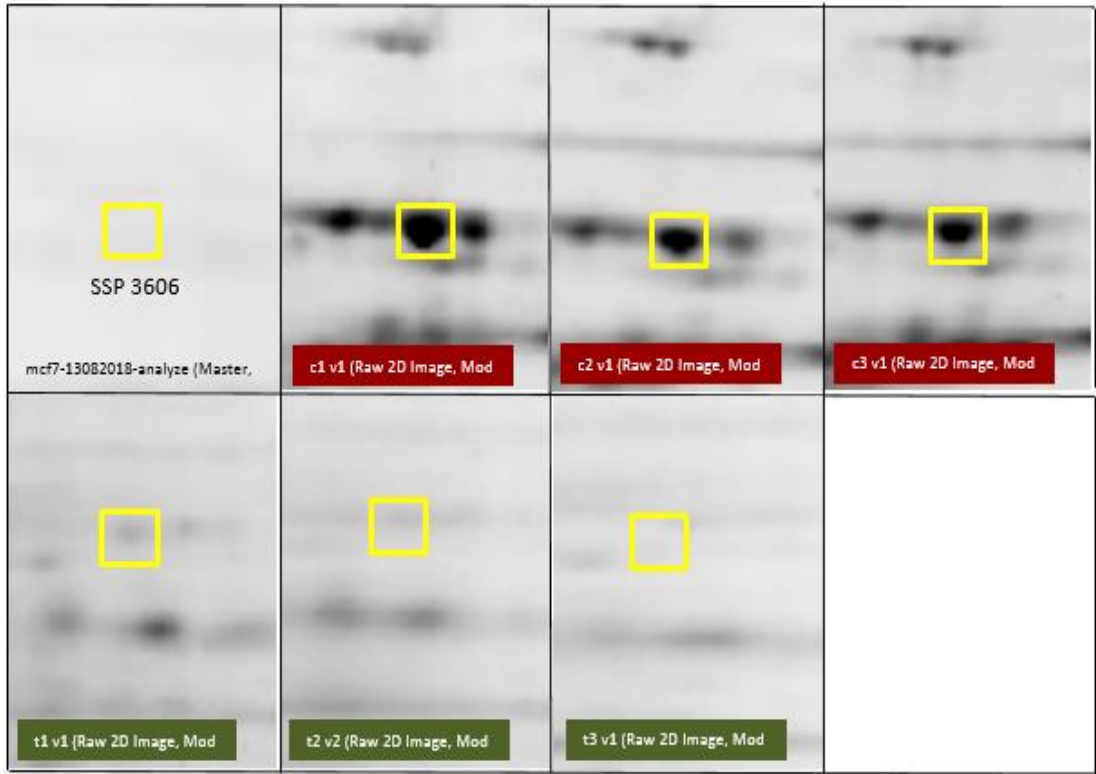 SSP 3606
mcf7-13082018-analyze (Master,
c1 v1 (Raw 2D Image, Mod
c2 v1 (Raw 2D Image, Mod
c3 v1 (Raw 2D Image, Mod
t1 v1 (Raw 2D Image, Mod
t2 v2 (Raw 2D Image, Mod
t3 v1 (Raw 2D Image, Mod